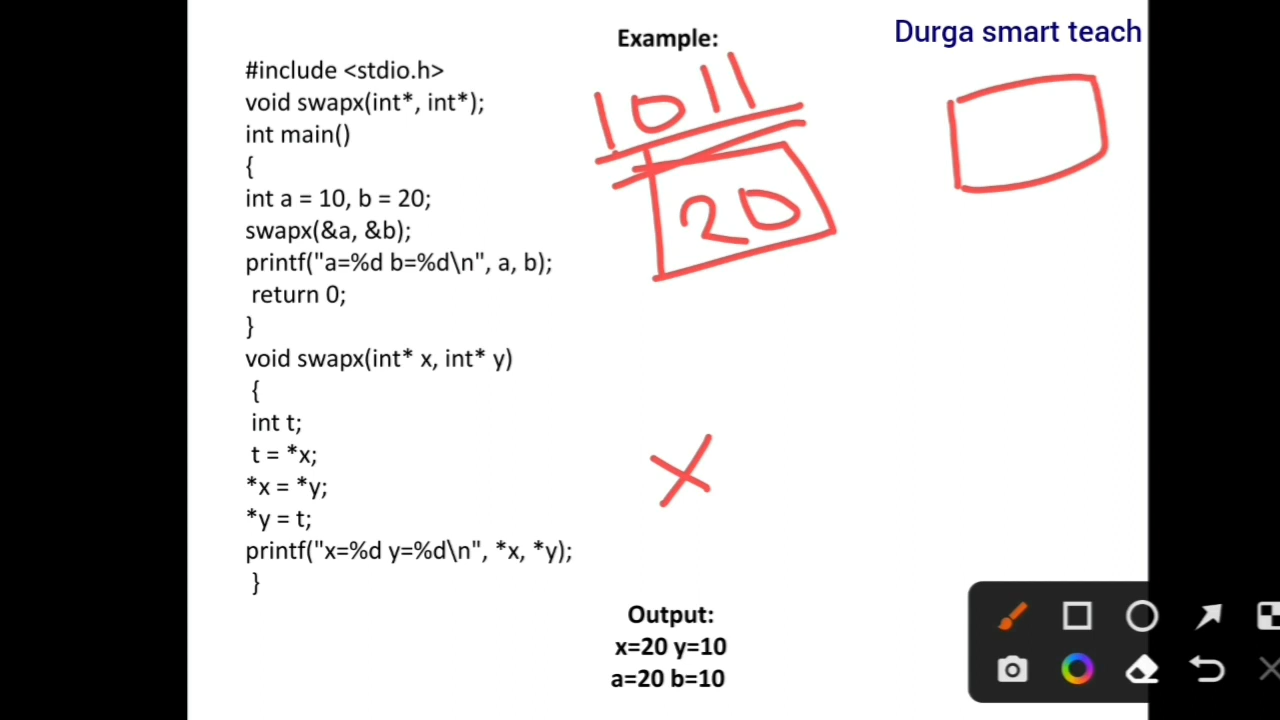 Durga smart teach
Example:
#include <stdio.h>
void swapx(int*, int*);
int main()
{
int a = 10, b = 20;
swapx(&a, &b);
printf("a=%d b=%d\n", a, b);
return 0;
}
void swapx(int* x, int* y)
{
int t;
t = *x;
*x = *y;
*y = t;
printf("x=%d y=%d\n", *x, *y);
}
1011
20
X
Output:
x=20 y=10
a=20 b=10